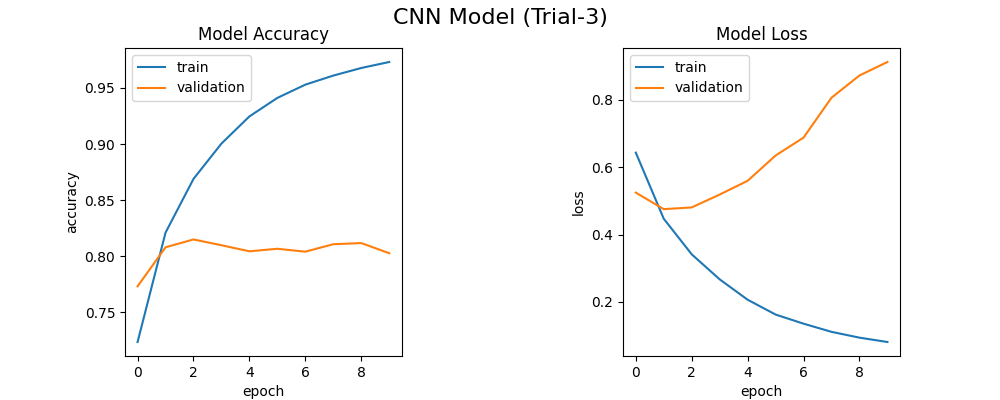 CNN Model (Trial-3)
Model Accuracy
train
validation
0.95
0.90
0.85
0.80
0.75
accuracy
0 2 4 6 8
epoch
Model Loss
train
validation
0.8
0.6
0.4
0.2
loss
0 2 4 6 8
epoch